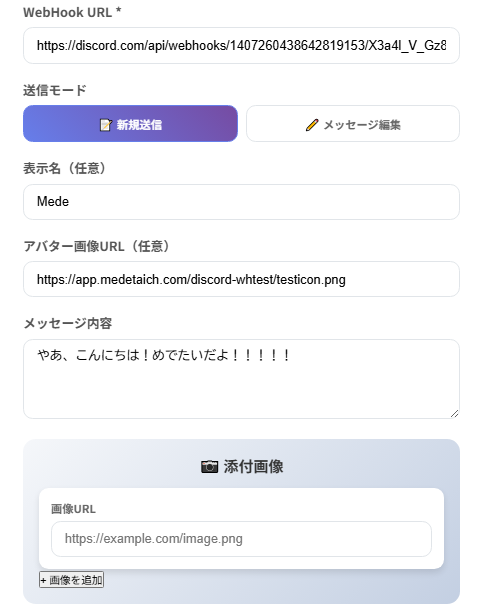 WebHook URL *
https://discord.com/api/webhooks/1407260438642819153/X3a4l_V_Gz8
送信モード
📝 新規送信
✏️ メッセージ編集
表示名（任意）
Mede
アバター画像URL（任意）
https://app.medetaich.com/discord-whtest/testicon.png
メッセージ内容
やあ、こんにちは！めでたいだよ！！！！！
📷 添付画像
画像URL
https://example.com/image.png
+ 画像を追加